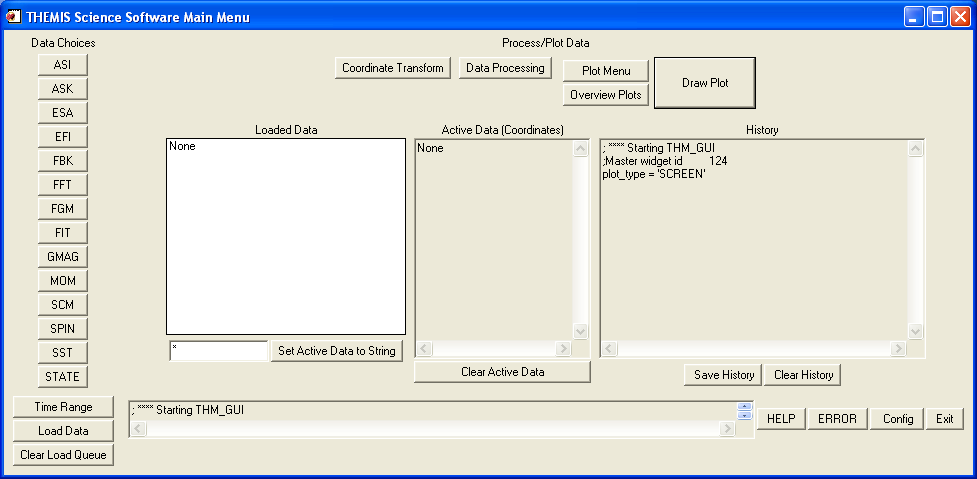 THEMIS Science Software Main Menu
Data Choices
Process/Plot Data
ASI
ASK
ESA
EFI
FBK
FFT
FGM
FIT
GMAG
MOM
SCM
SPIN
SST
STATE
Coordinate Transform
Data Processing
Plot Menu
Overview Plots
Draw Plot
Loaded Data
None
*
Set Active Data to String
Active Data (Coordinates)
None
Clear Active Data
History
; **** Starting THM_GUI
;Master widget id 124
plot_type = 'SCREEN'
Save History
Clear History
Time Range
Load Data
Clear Load Queue
; **** Starting THM_GUI
HELP
ERROR
Config
Exit